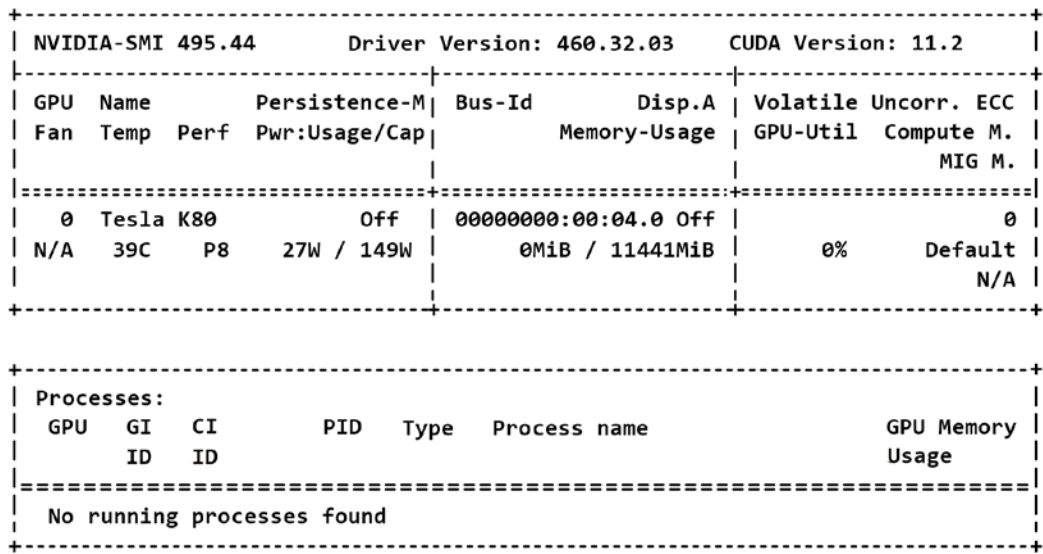 NVIDIA-SMI 495.44 Driver Version: 460.32.03 CUDA Version: 11.2
GPU Name Persistence-M| Bus-Id Disp.A | Volatile Uncorr. ECC
Fan Temp Perf Pwr:Usage/Cap| Memory-Usage | GPU-Util Compute M.
MIG M.
0 Tesla K80 Off | 00000000:00:04.0 Off | 0
N/A 39C P8 27W / 149W | 0MiB / 11441MiB | 0% Default
N/A
Processes:
GPU GI CI PID Type Process name GPU Memory
ID ID Usage
No running processes found